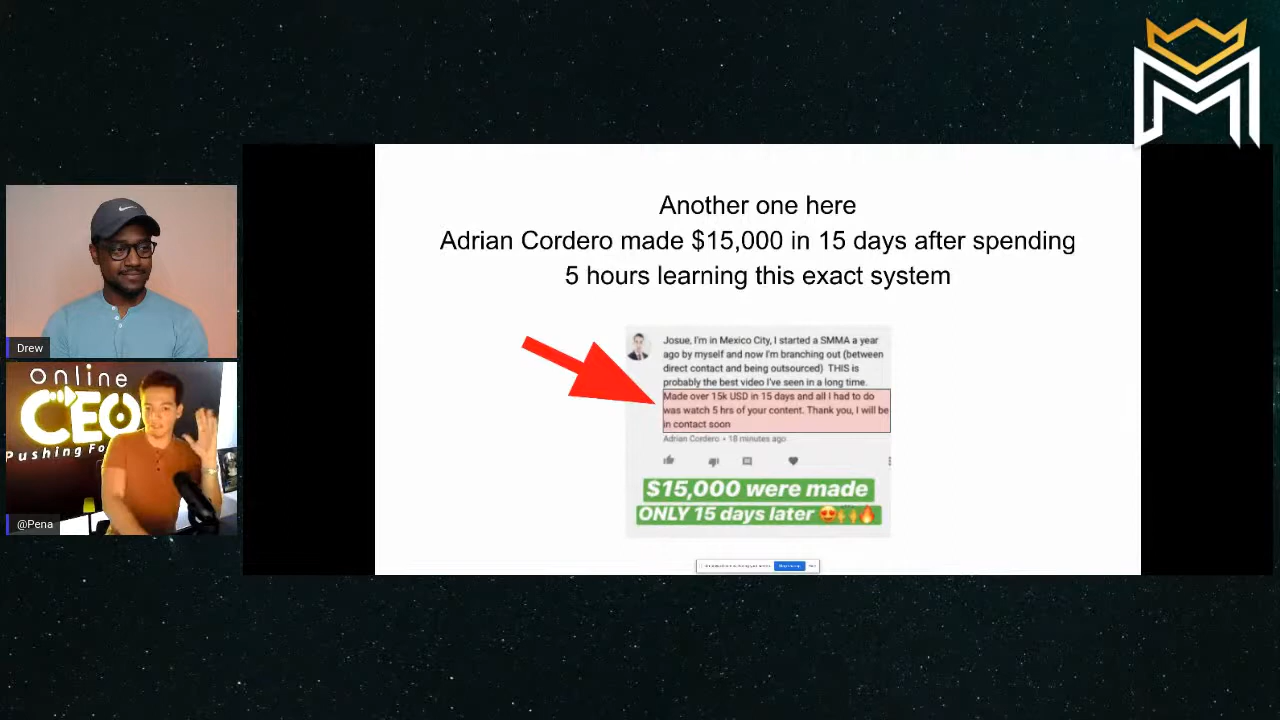 Another one here
Adrian Cordero made $15,000 in 15 days after spending
5 hours learning this exact system
Josue, I'm in Mexico City, I started a SMMA a year
ago by myself and now I'm branching out (between
direct contact and being outsourced) THIS is
probably the best video I've seen in a long time.
Made over 15k USD in 15 days and all I had to do
was watch 5 hrs of your content. Thank you, I will be
in contact soon
Adrian Cordero • 18 minutes ago
$15,000 were made
ONLY 15 days later 😍🙌🔥
Drew
online
CEO
Pushing Fo
@Pena